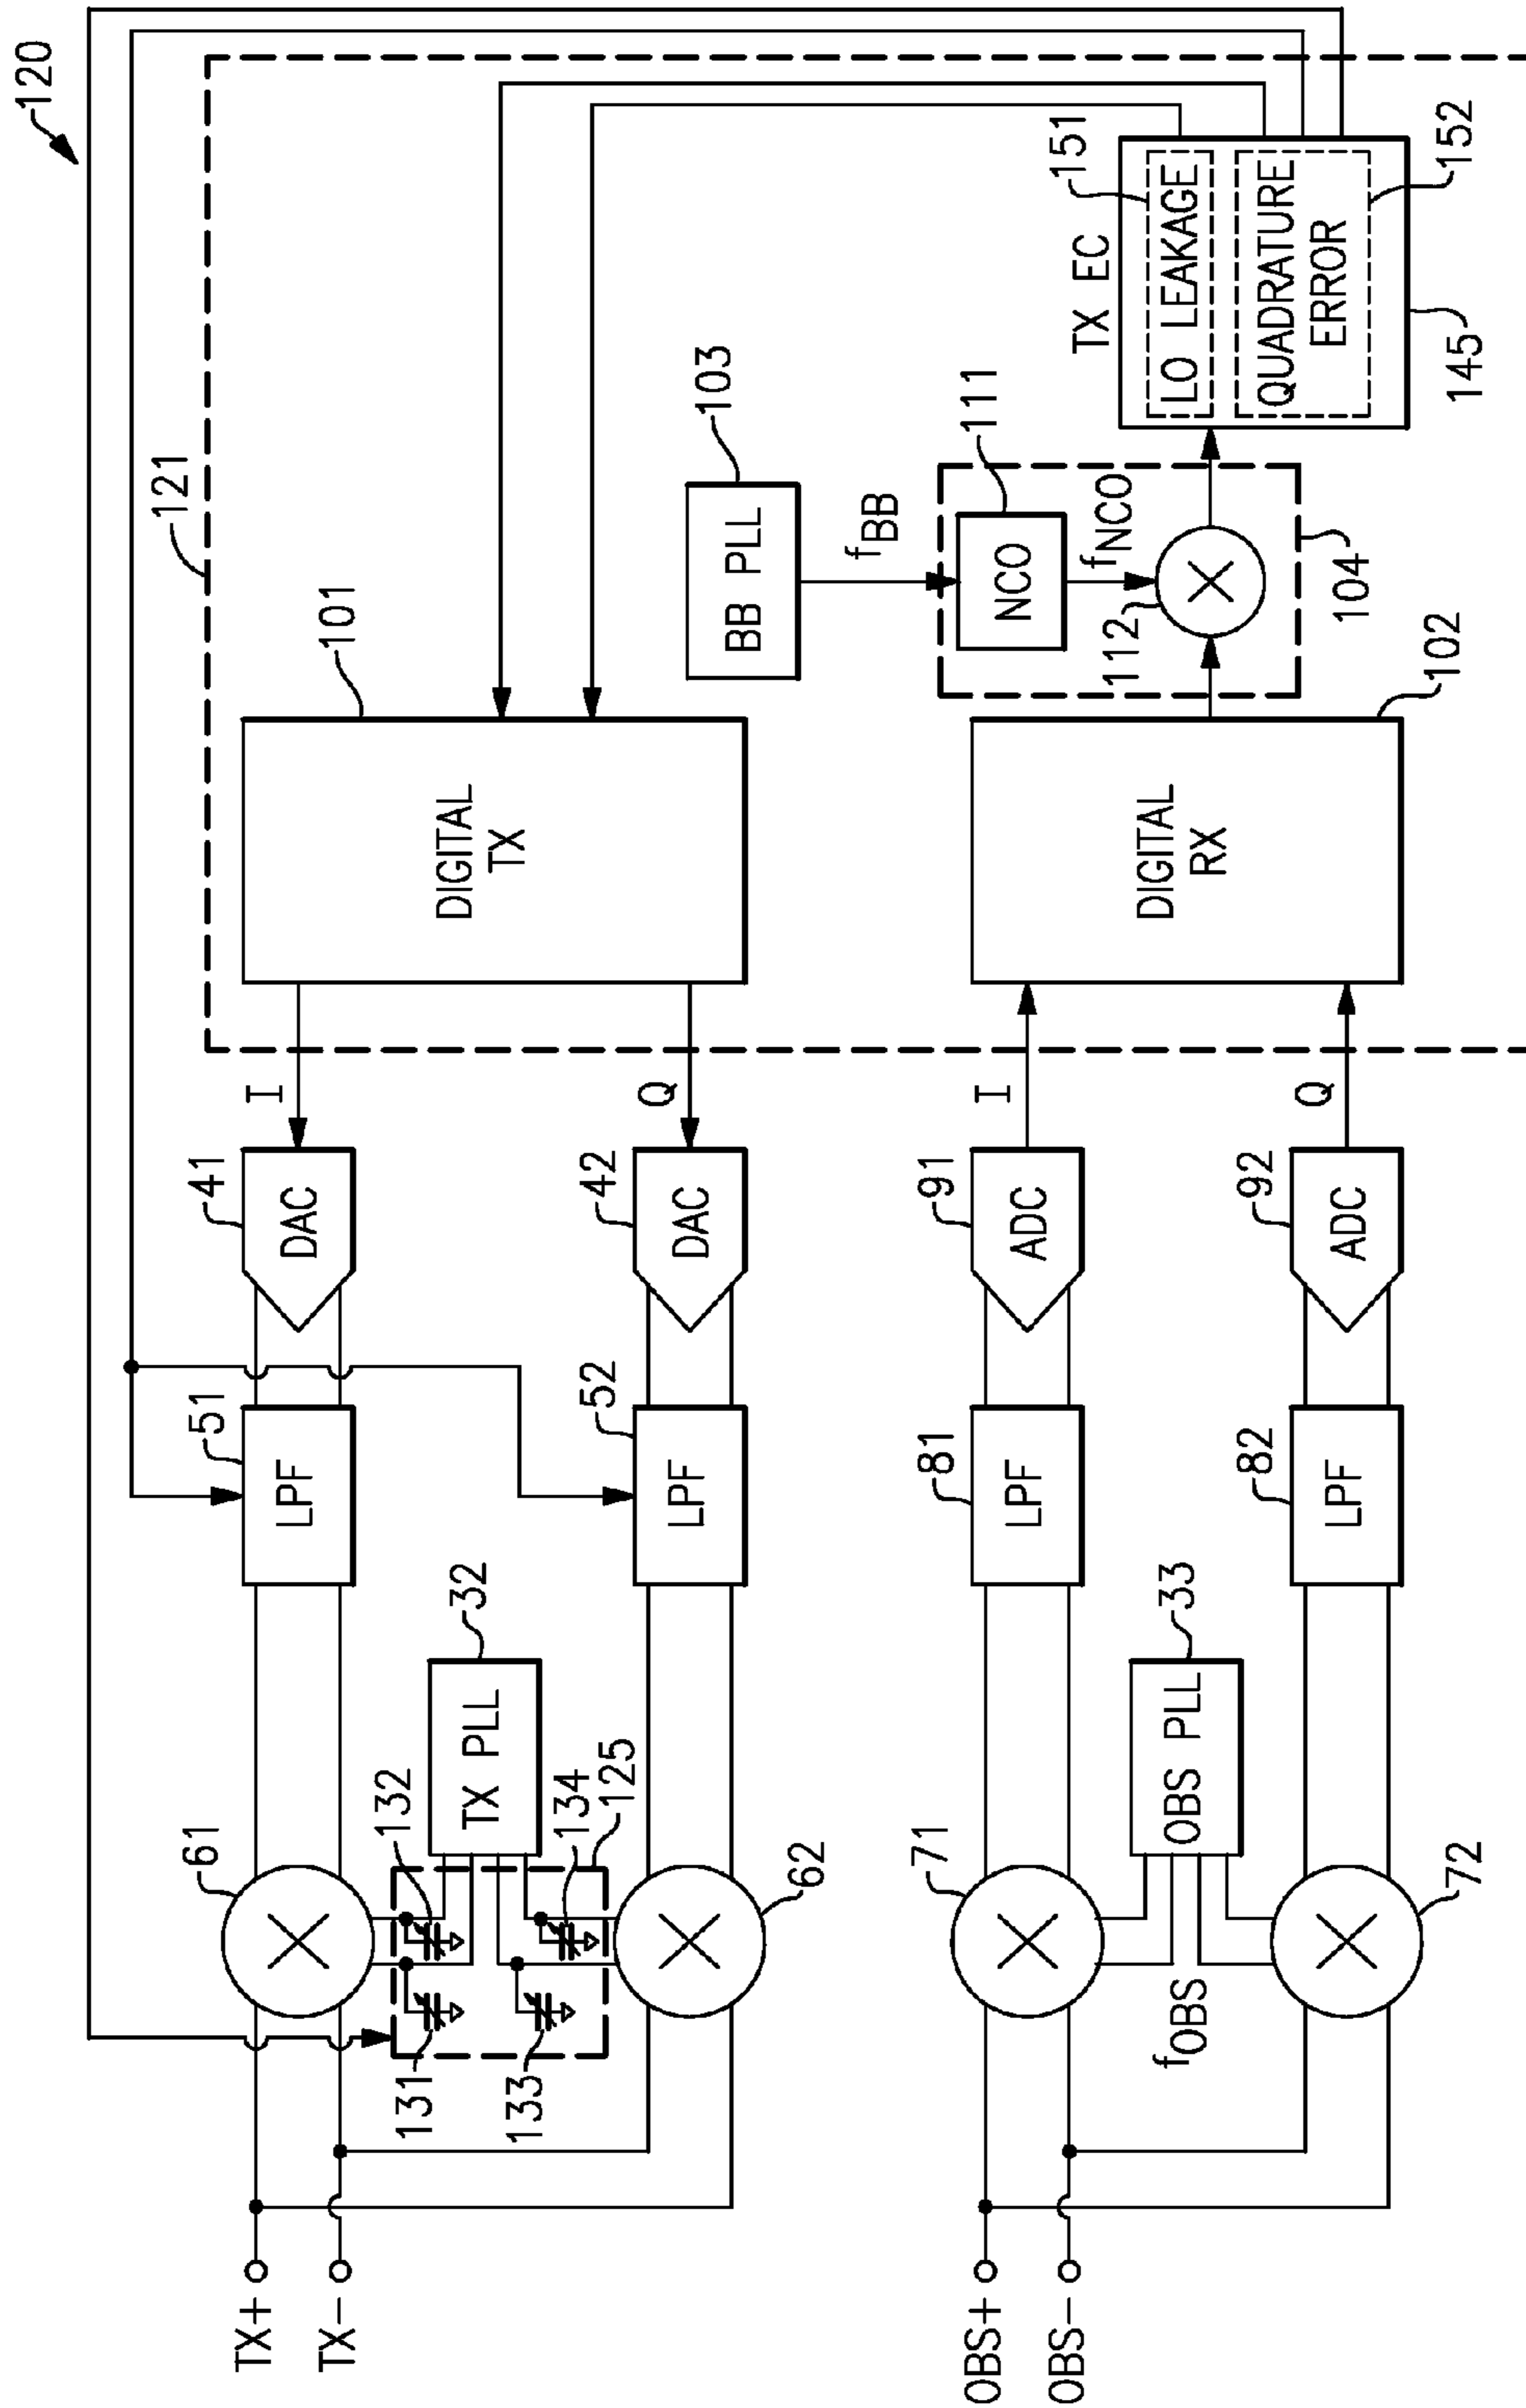 120
121
TX+
TX-
61
131
132
133
134
125
TX PLL
32
62
51
LPF
52
LPF
41
DAC
42
DAC
I
Q
101
DIGITAL
TX
BB PLL
103
fBB
NCO
111
fNCO
112
104
TX EC
151
LO LEAKAGE
QUADRATURE
ERROR
152
145
OBS+
OBS-
71
fOBS
OBS PLL
33
72
81
LPF
82
LPF
91
ADC
92
ADC
I
Q
DIGITAL
RX
102